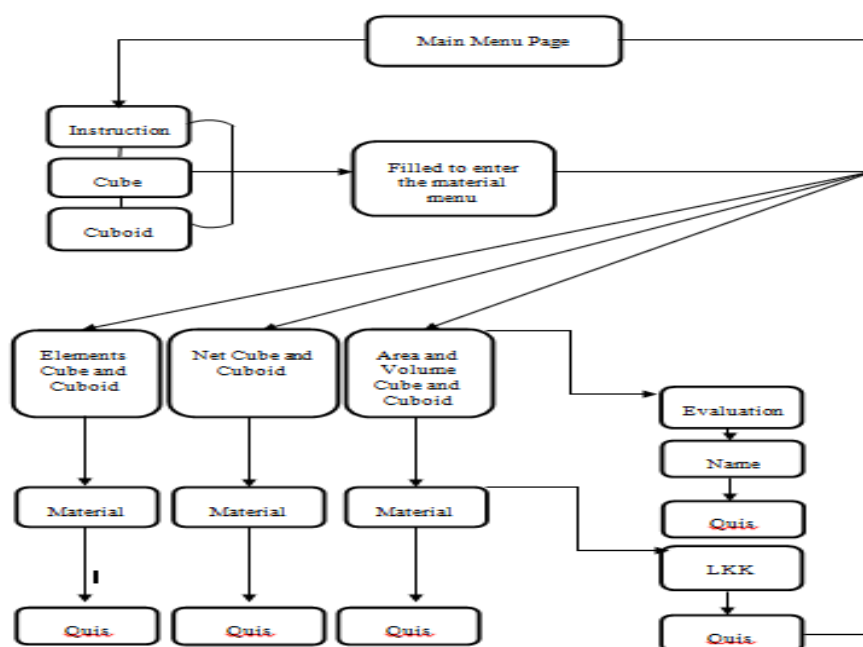 Main Menu Page
Instruction
Cube
Cuboid
Filled to enter
the material
menu
Elements
Cube and
Cuboid
Net Cube and
Cuboid
Area and
Volume
Cube and
Cuboid
Evaluation
Name
Quis
Material
Material
Material
LKK
Quis
Quis
Quis
Quis